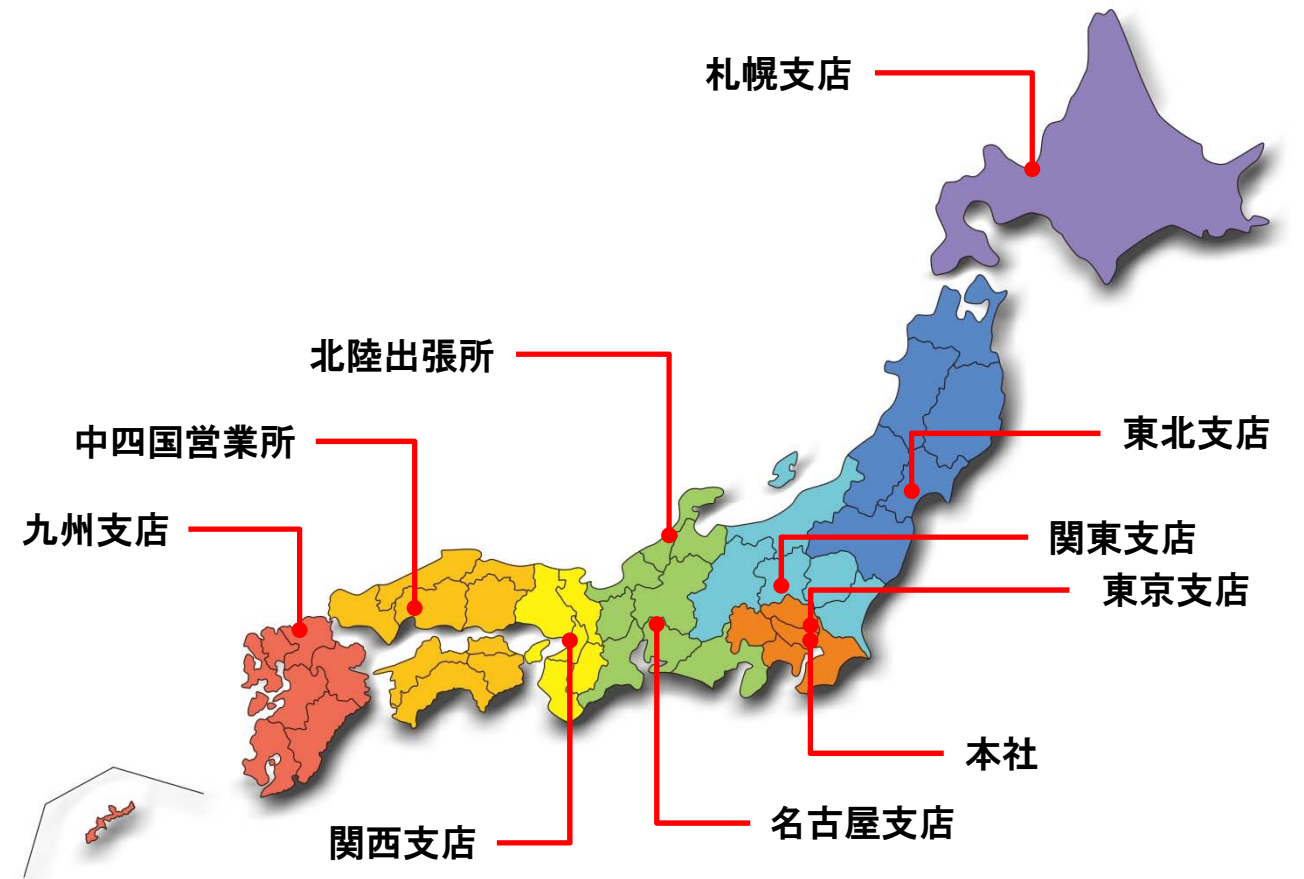 札幌支店
北陸出張所
中四国営業所
東北支店
九州支店
関東支店
東京支店
本社
名古屋支店
関西支店